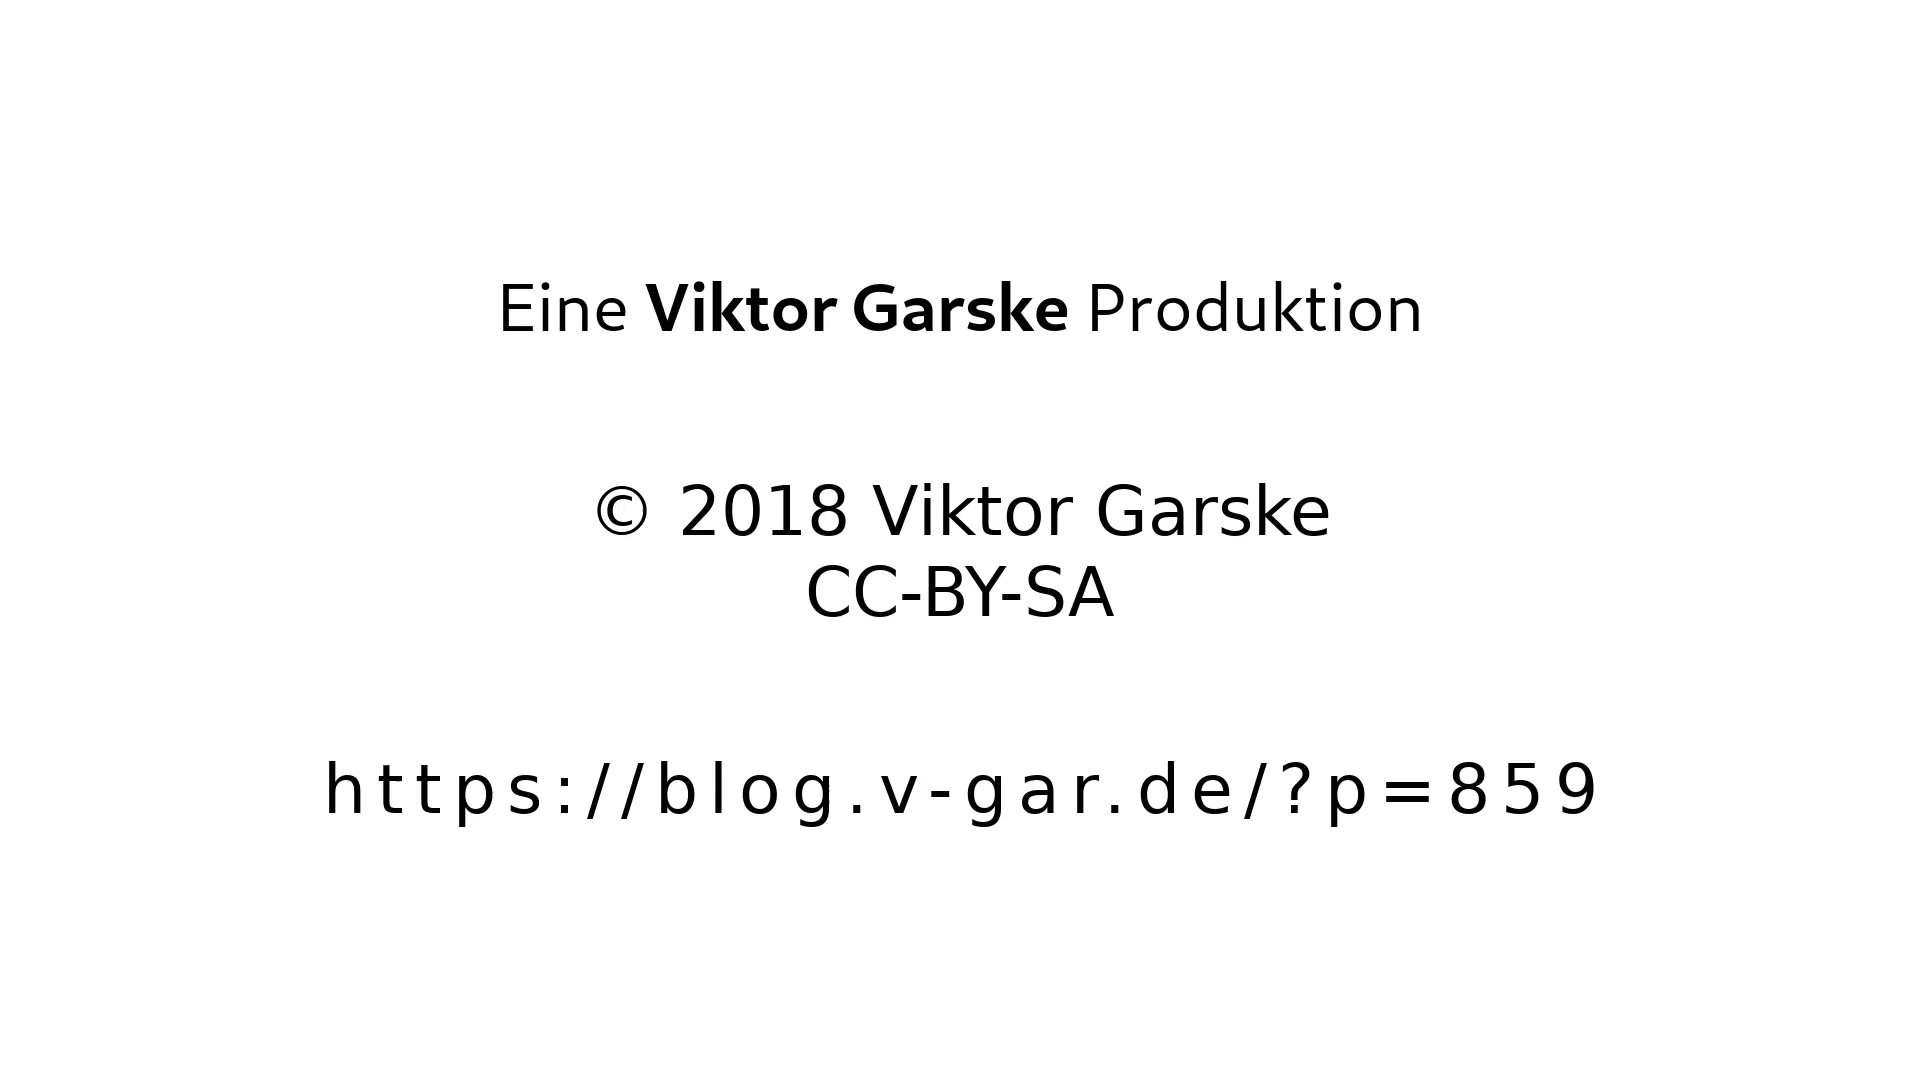 Eine Viktor Garske Produktion
© 2018 Viktor Garske
CC-BY-SA
https://blog.v-gar.de/?p=859